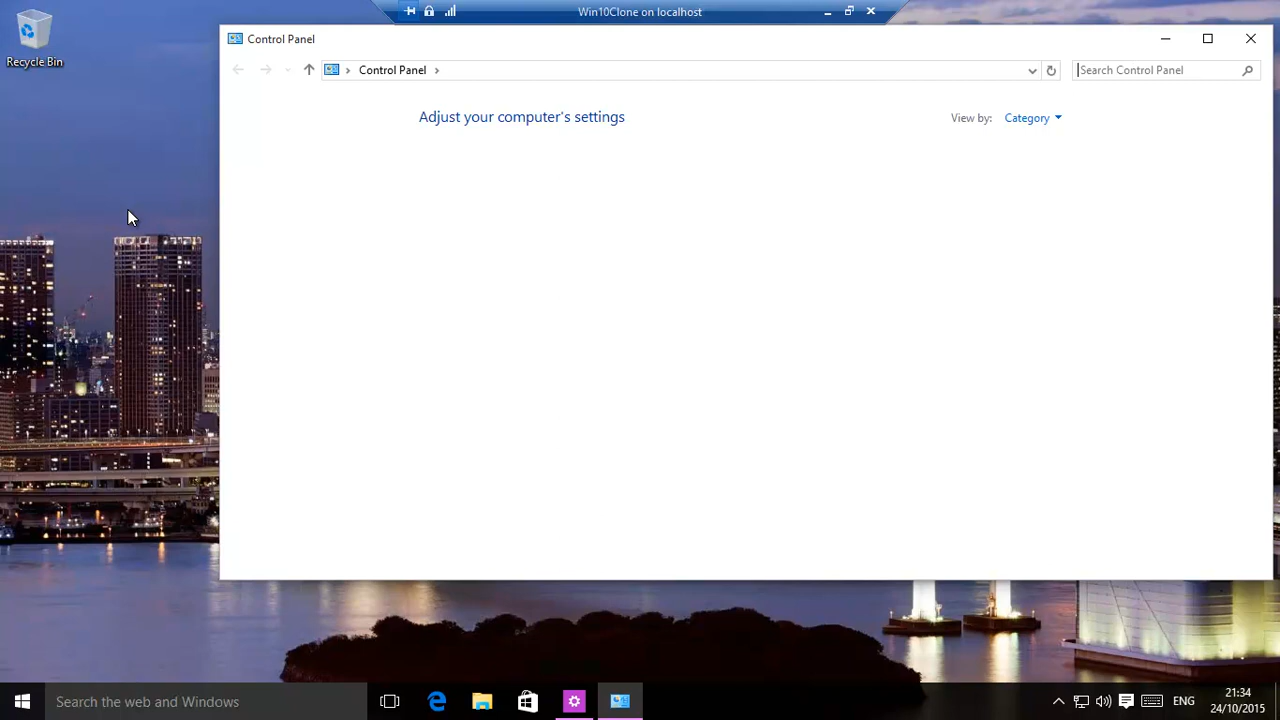 Win10Clone on localhost
Recycle Bin
Control Panel
Control Panel
Search Control Panel
Adjust your computer's settings
View by: Category
Search the web and Windows
ENG
21:34
24/10/2015